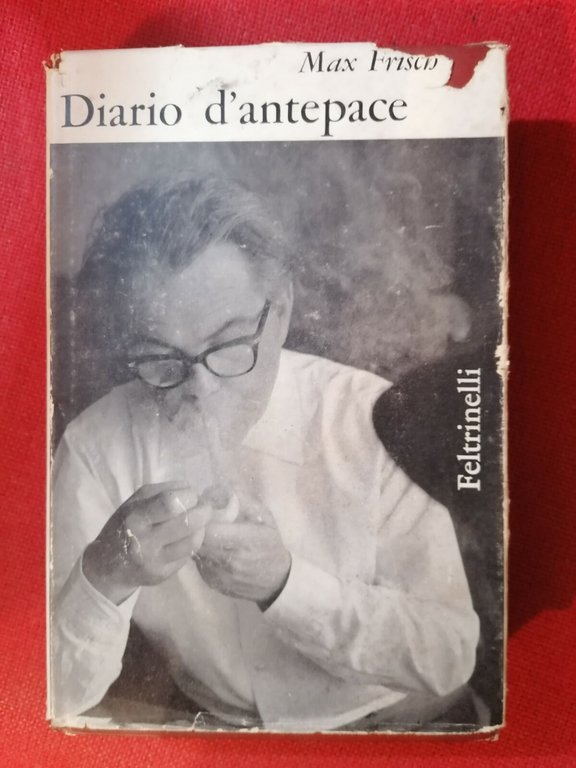 Max Frisch
Diario d'antepace
Feltrinelli